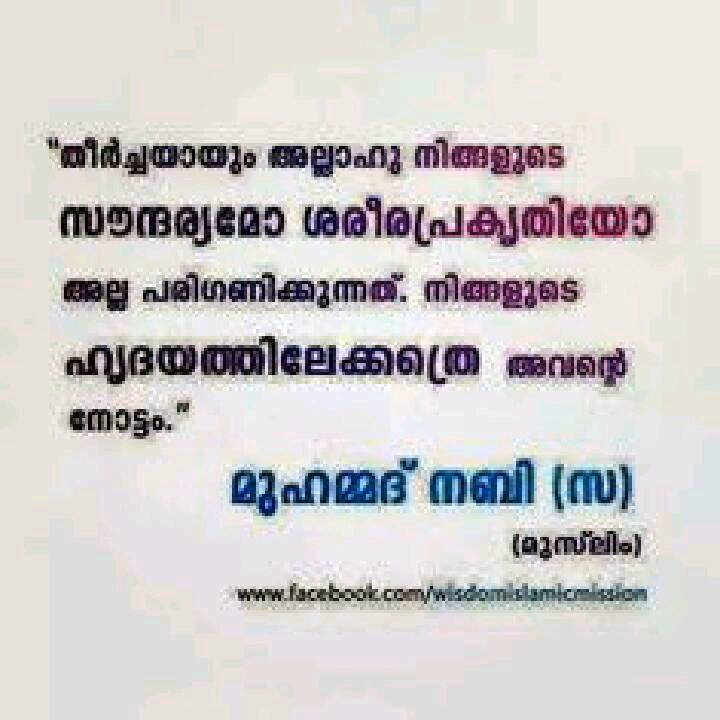 "തീർച്ചയായും അല്ലാഹു നിങ്ങളുടെ
സൗന്ദര്യമോ ശരീരപ്രകൃതിയോ
അല്ല പരിഗണിക്കുന്നത്. നിങ്ങളുടെ
ഹൃദയത്തിലേക്കത്രെ അവന്റെ
നോട്ടം."
മുഹമ്മദ് നബി (സ)
(മുസ്‌ലിം)
www.facebook.com/wisdomislamicmission